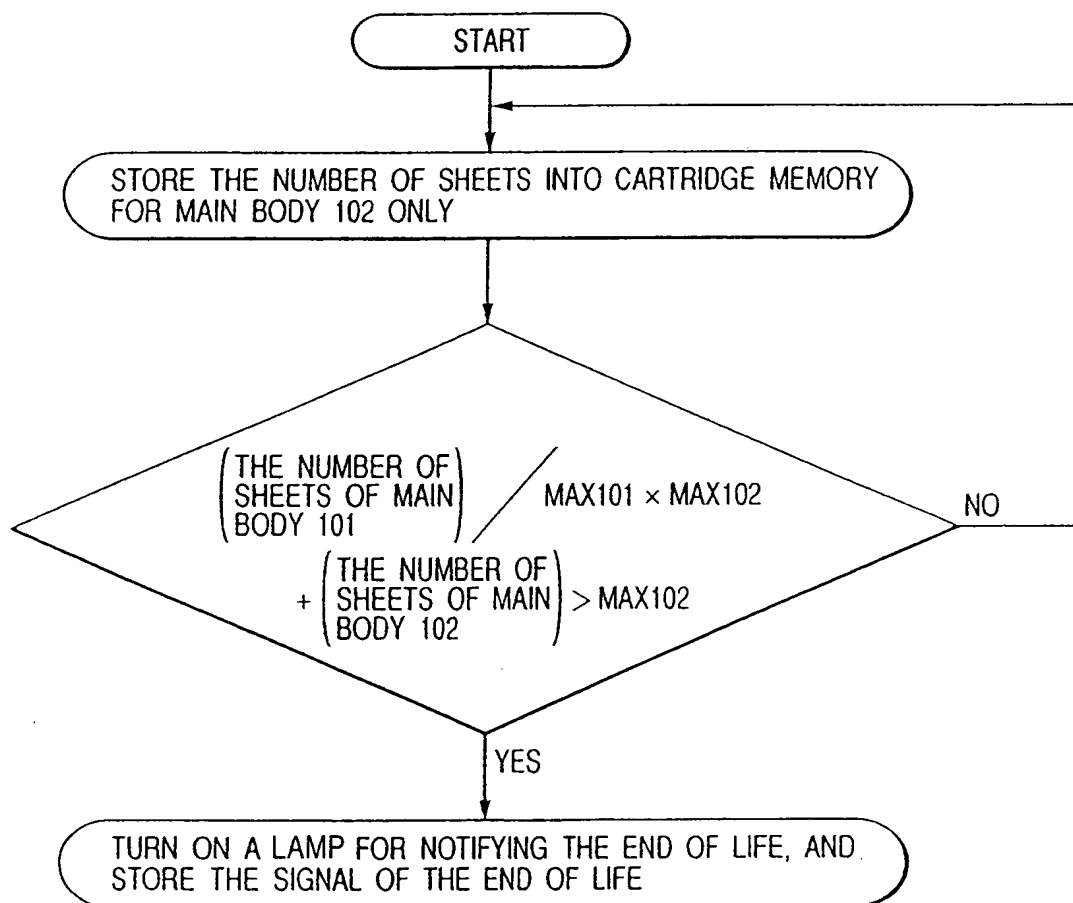 START
STORE THE NUMBER OF SHEETS INTO CARTRIDGE MEMORY
FOR MAIN BODY 102 ONLY
(THE NUMBER OF
SHEETS OF MAIN
BODY 101) / MAX101 × MAX102
+ (THE NUMBER OF
SHEETS OF MAIN
BODY 102) > MAX102
NO
YES
TURN ON A LAMP FOR NOTIFYING THE END OF LIFE, AND
STORE THE SIGNAL OF THE END OF LIFE